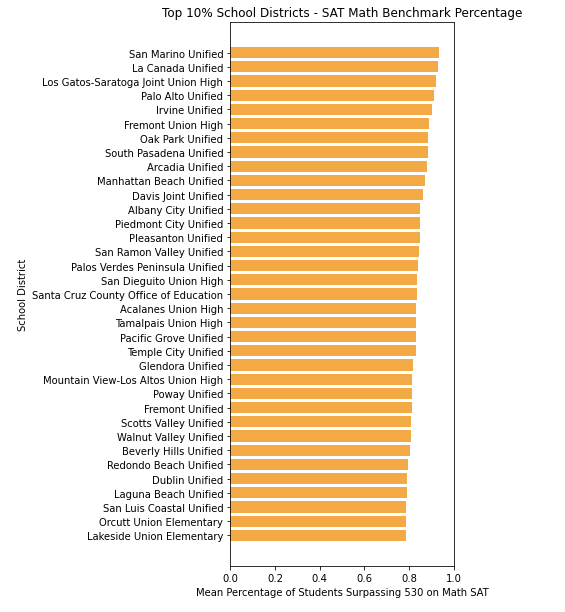 Top 10% School Districts - SAT Math Benchmark Percentage
School District
San Marino Unified
La Canada Unified
Los Gatos-Saratoga Joint Union High
Palo Alto Unified
Irvine Unified
Fremont Union High
Oak Park Unified
South Pasadena Unified
Arcadia Unified
Manhattan Beach Unified
Davis Joint Unified
Albany City Unified
Piedmont City Unified
Pleasanton Unified
San Ramon Valley Unified
Palos Verdes Peninsula Unified
San Dieguito Union High
Santa Cruz County Office of Education
Acalanes Union High
Tamalpais Union High
Pacific Grove Unified
Temple City Unified
Glendora Unified
Mountain View-Los Altos Union High
Poway Unified
Fremont Unified
Scotts Valley Unified
Walnut Valley Unified
Beverly Hills Unified
Redondo Beach Unified
Dublin Unified
Laguna Beach Unified
San Luis Coastal Unified
Orcutt Union Elementary
Lakeside Union Elementary
0.0 0.2 0.4 0.6 0.8 1.0
Mean Percentage of Students Surpassing 530 on Math SAT